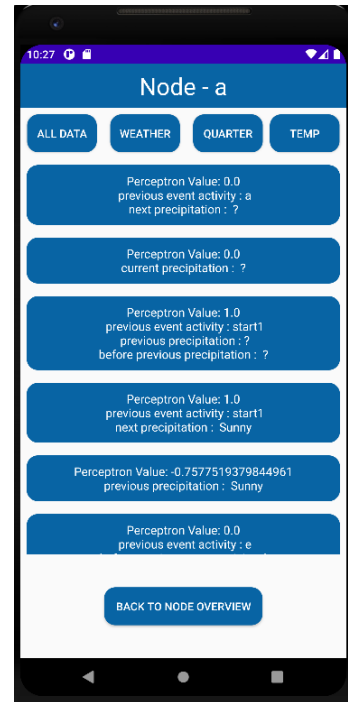 10:27
Node - a
ALL DATA WEATHER QUARTER TEMP
Perceptron Value: 0.0
previous event activity : a
next precipitation : ?
Perceptron Value: 0.0
current precipitation : ?
Perceptron Value: 1.0
previous event activity : start1
previous precipitation : ?
before previous precipitation : ?
Perceptron Value: 1.0
previous event activity : start1
next precipitation : Sunny
Perceptron Value: -0.7577519379844961
previous precipitation : Sunny
Perceptron Value: 0.0
previous event activity : e
BACK TO NODE OVERVIEW